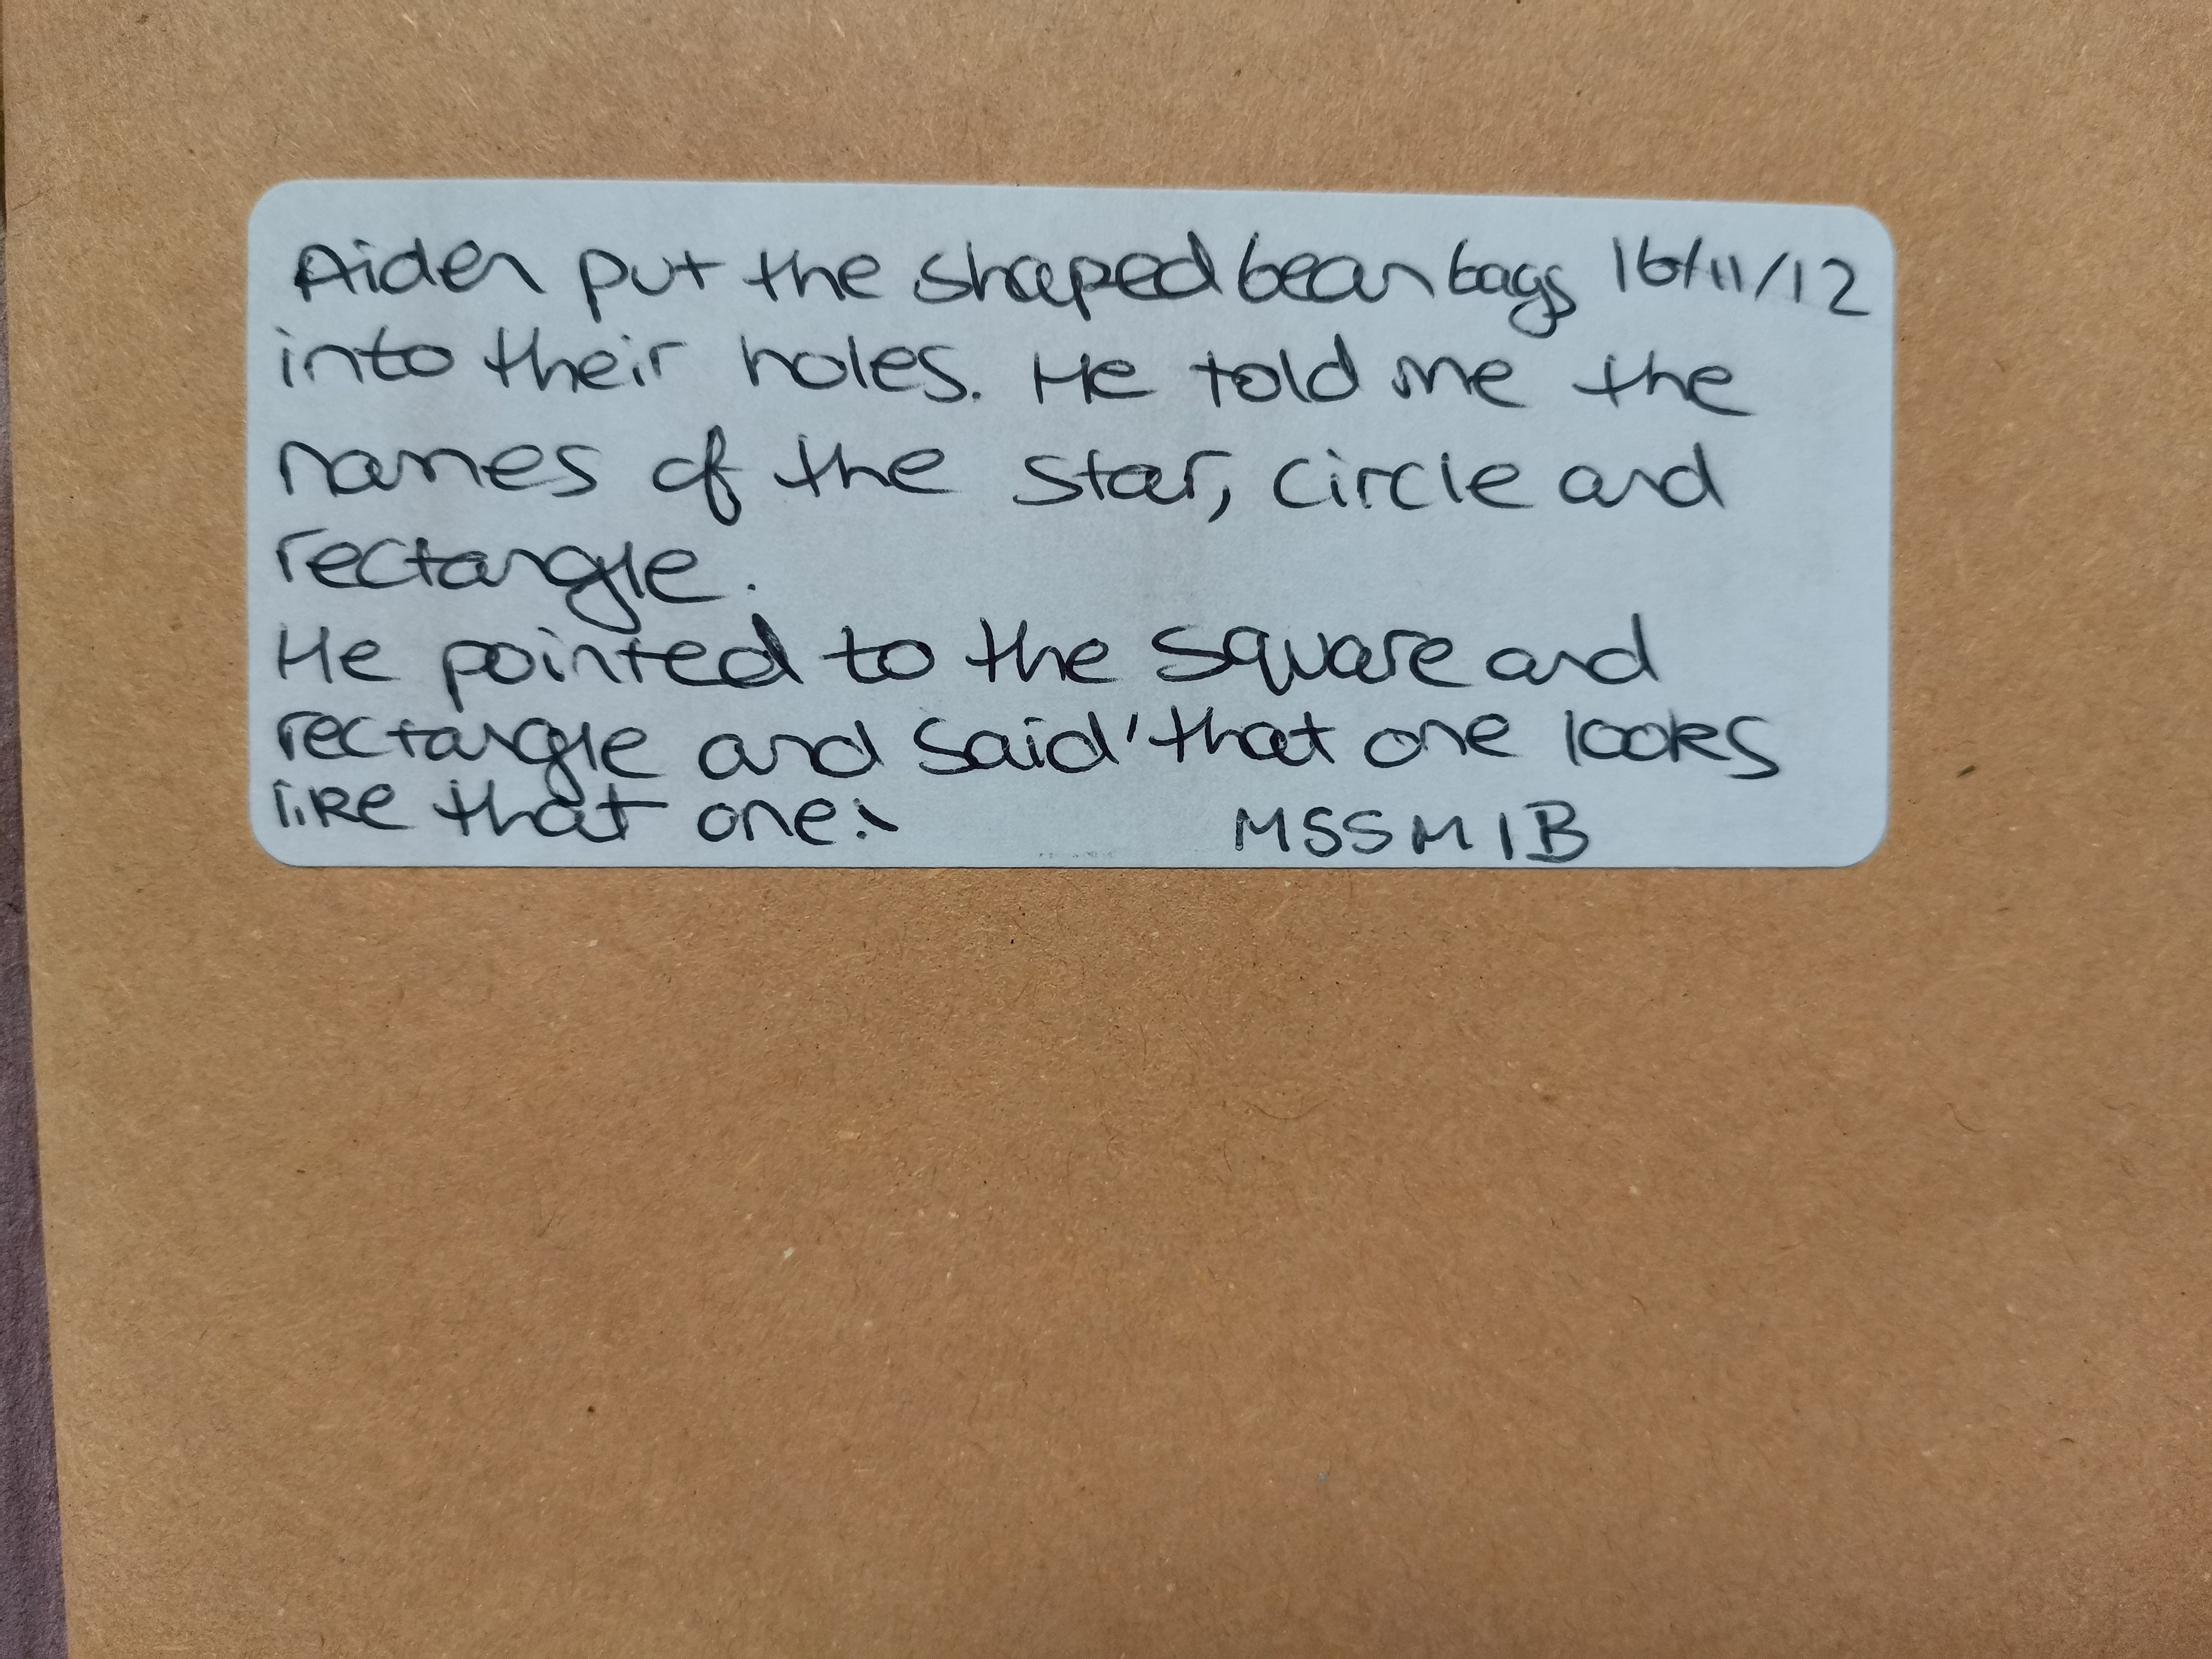 Aiden put the shaped bean bags 16/11/12
into their holes. He told me the
names of the star, circle and
rectangle.
He pointed to the square and
rectangle and said 'that one looks
like that one.'
MSSM1B